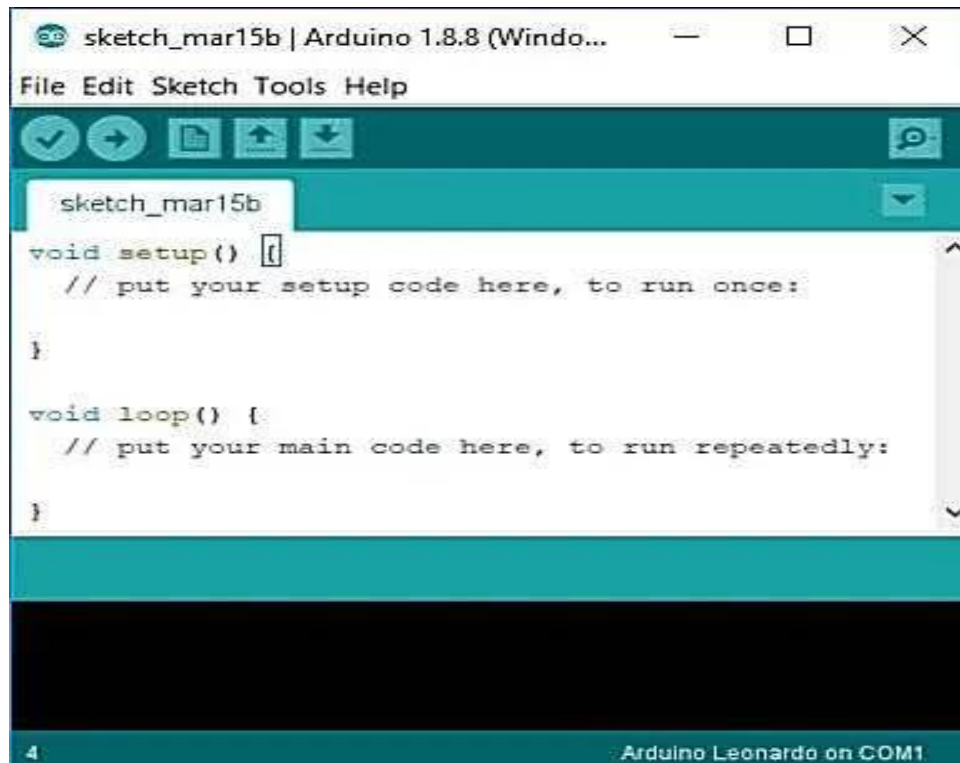 sketch_mar15b | Arduino 1.8.8 (Windo...
File Edit Sketch Tools Help
sketch_mar15b
void setup() {
  // put your setup code here, to run once:
}
void loop() {
  // put your main code here, to run repeatedly:
}
4 Arduino Leonardo on COM1